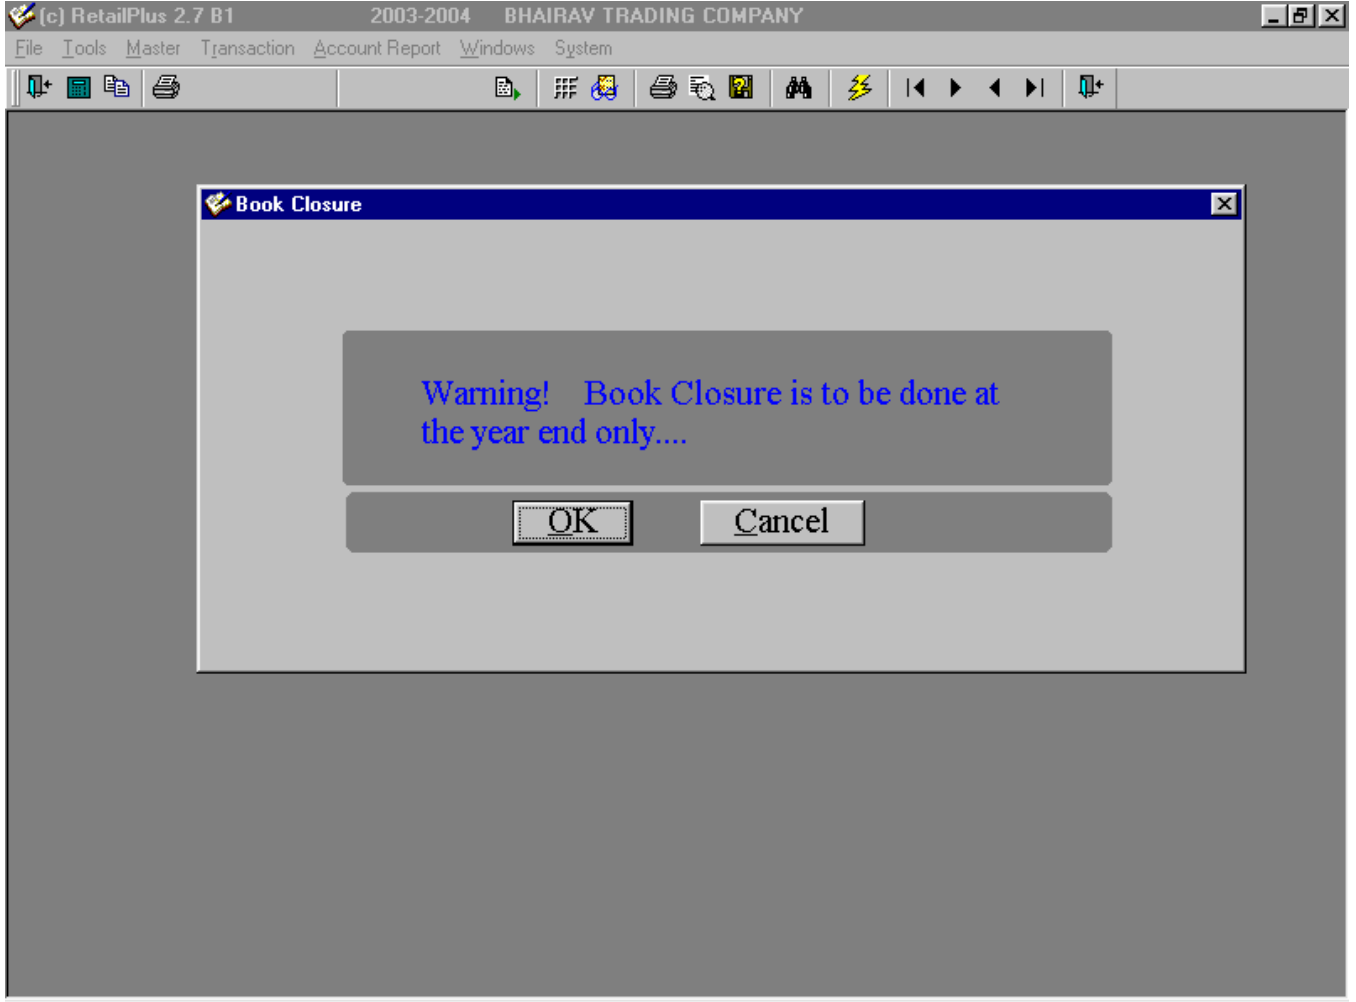 (c) RetailPlus 2.7 B1 2003-2004 BHAIRAV TRADING COMPANY
File Tools Master Transaction Account Report Windows System
Book Closure
Warning! Book Closure is to be done at
the year end only....
OK Cancel